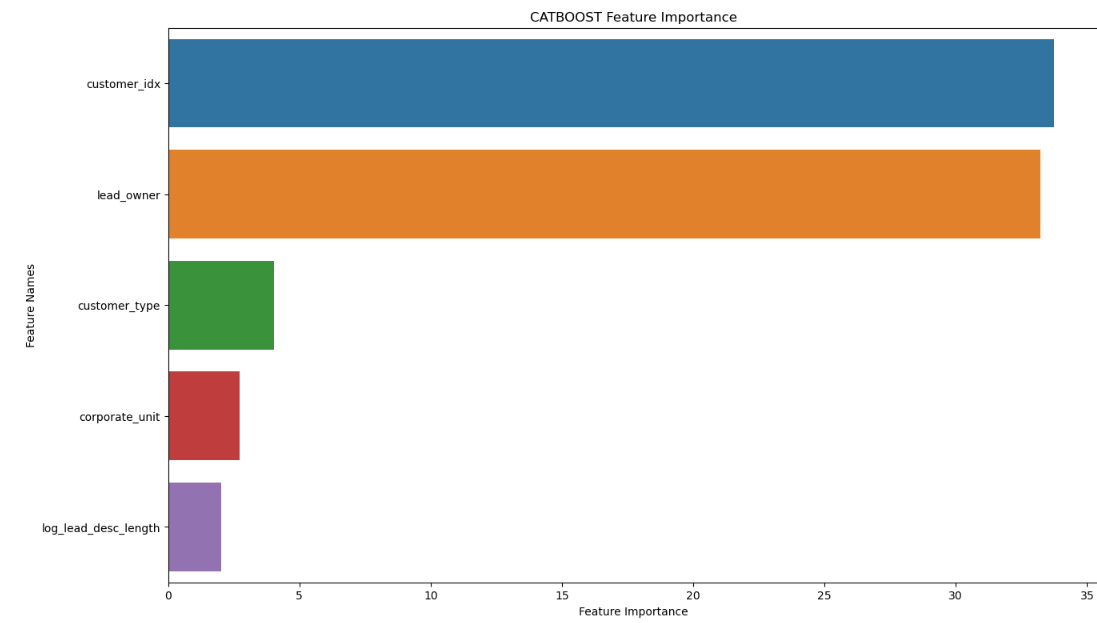 CATBOOST Feature Importance
customer_idx
lead_owner
customer_type
corporate_unit
log_lead_desc_length
Feature Names
0 5 10 15 20 25 30 35
Feature Importance